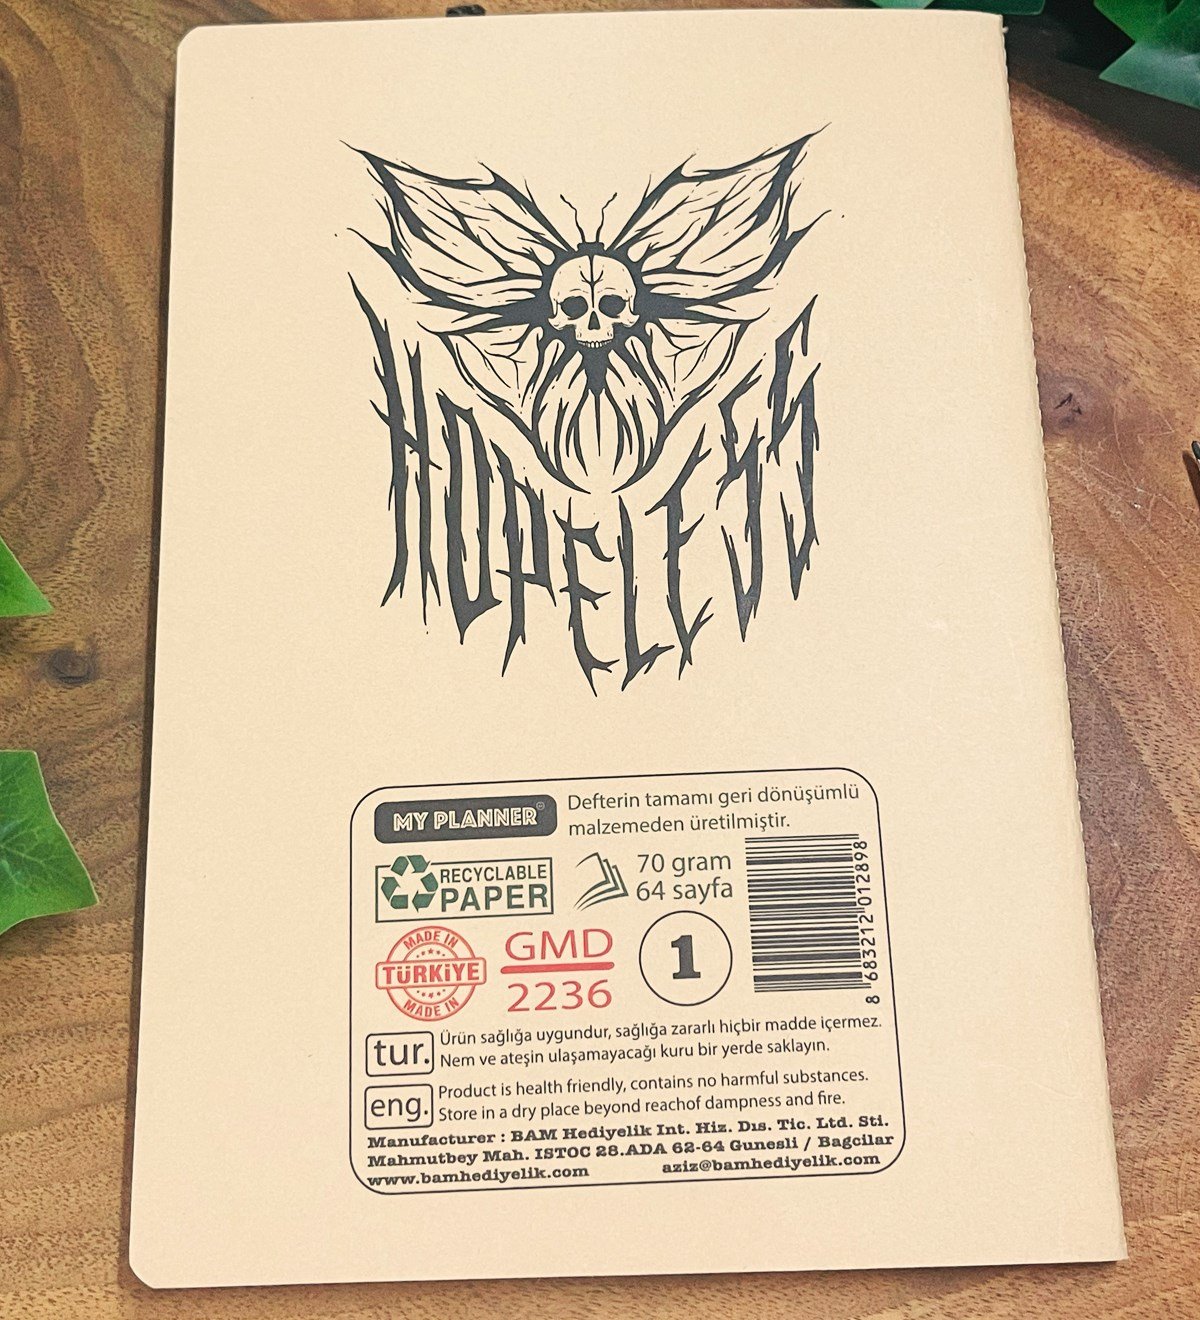 HOPELESS
MY PLANNER
Defterin tamamı geri dönüşümlü
malzemeden üretilmiştir.
RECYCLABLE
PAPER
70 gram
64 sayfa
8 683212 012898
MADE IN
TÜRKİYE
MADE IN
GMD
2236
1
tur.
Ürün sağlığa uygundur, sağlığa zararlı hiçbir madde içermez.
Nem ve ateşin ulaşamayacağı kuru bir yerde saklayın.
eng.
Product is health friendly, contains no harmful substances.
Store in a dry place beyond reachof dampness and fire.
Manufacturer : BAM Hediyelik Int. Hiz. Dıs. Tic. Ltd. Sti.
Mahmutbey Mah. ISTOC 28.ADA 62-64 Gunesli / Bagcilar
www.bamhediyelik.com aziz@bamhediyelik.com